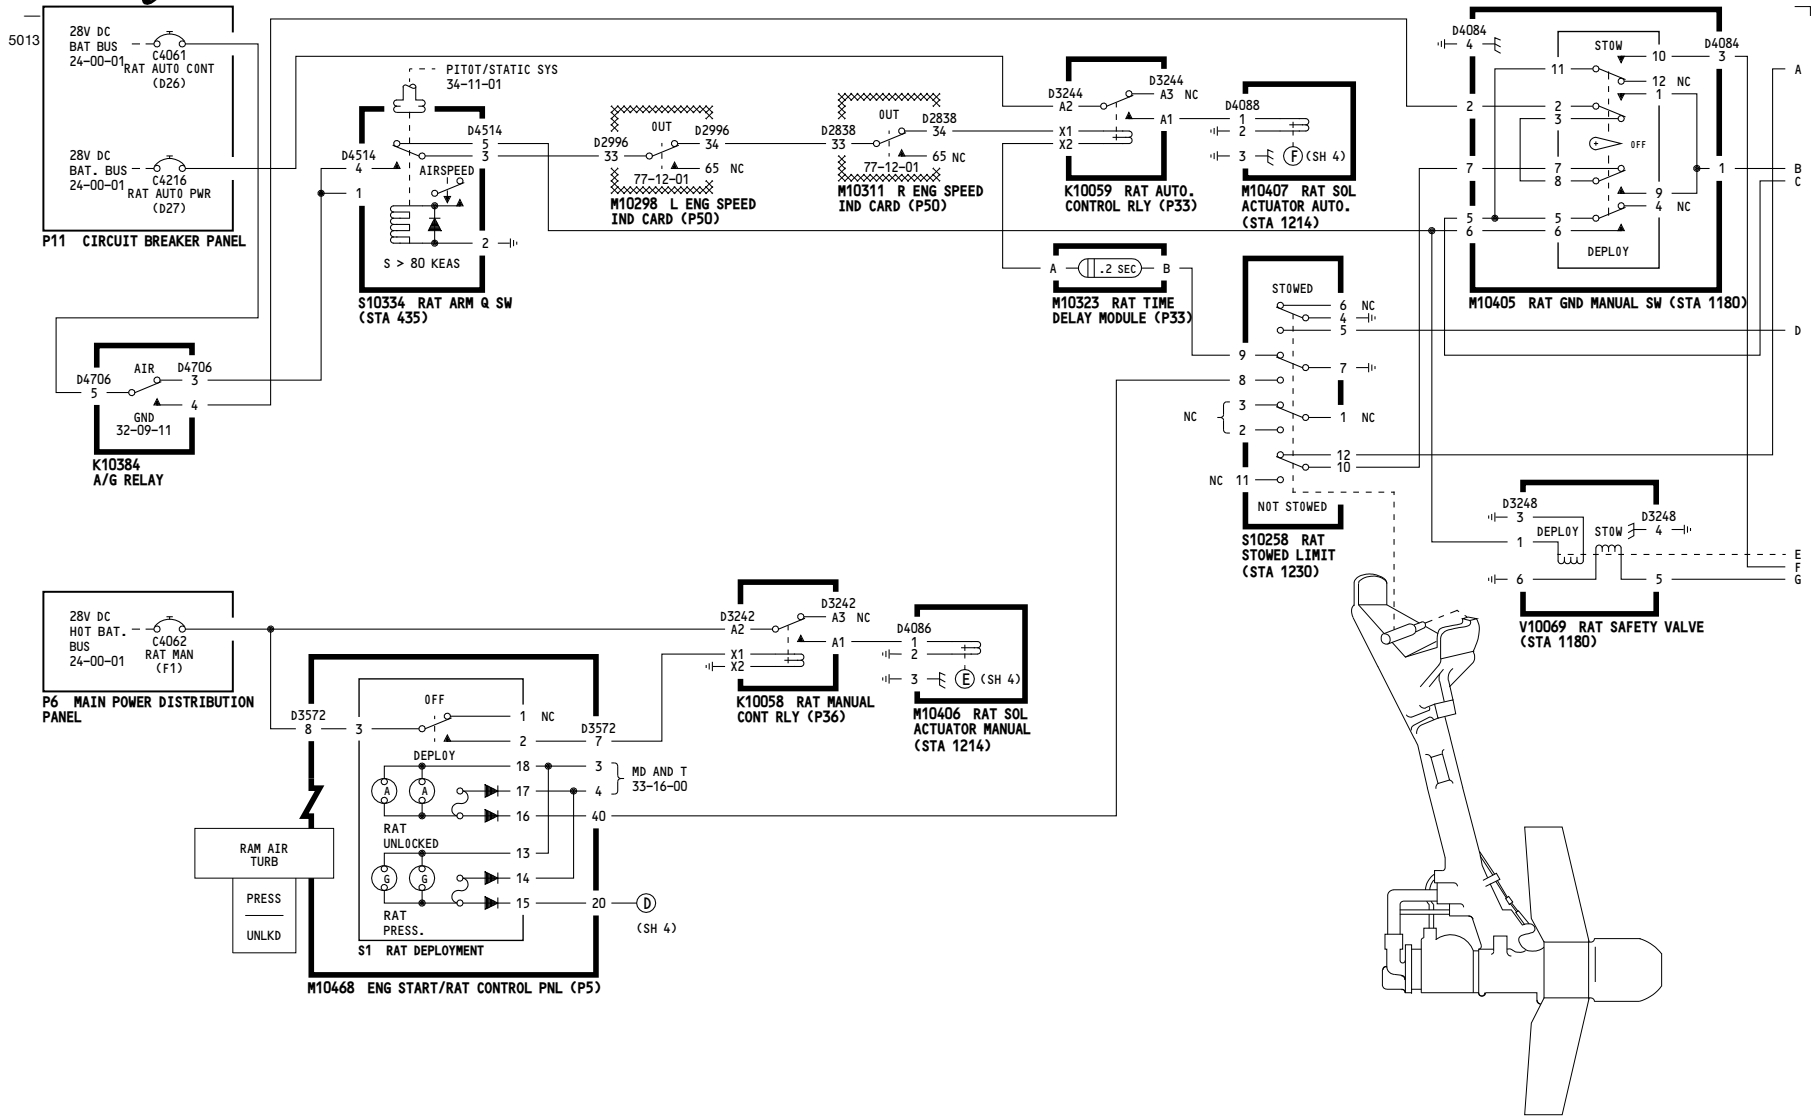 5013
28V DC
BAT BUS
24-00-01
C4061
RAT AUTO CONT
(D26)
28V DC
BAT. BUS
24-00-01
C4216
RAT AUTO PWR
(D27)
P11 CIRCUIT BREAKER PANEL
PITOT/STATIC SYS
34-11-01
D4514
4
1
D4514
5
3
AIRSPEED
2
S > 80 KEAS
S10334 RAT ARM Q SW
(STA 435)
D2996
33
OUT
D2996
34
65 NC
77-12-01
M10298 L ENG SPEED
IND CARD (P50)
D2838
33
OUT
D2838
34
65 NC
77-12-01
M10311 R ENG SPEED
IND CARD (P50)
D3244
A2
X1
X2
D3244
A3 NC
A1
K10059 RAT AUTO.
CONTROL RLY (P33)
D4088
1
2
3
F (SH 4)
M10407 RAT SOL
ACTUATOR AUTO.
(STA 1214)
A
.2 SEC
B
M10323 RAT TIME
DELAY MODULE (P33)
D4084
4
STOW
D4084
10
3
11
12 NC
1
2
2
3
+
OFF
7
7
8
1
9
4 NC
5
5
6
6
DEPLOY
M10405 RAT GND MANUAL SW (STA 1180)
A
B
C
D
E
F
G
STOWED
6 NC
4
5
9
7
8
NC
3
2
1 NC
12
10
NC 11
NOT STOWED
S10258 RAT
STOWED LIMIT
(STA 1230)
D3248
3
1
6
DEPLOY
STOW
D3248
4
5
V10069 RAT SAFETY VALVE
(STA 1180)
D4706
5
AIR
D4706
3
4
GND
32-09-11
K10384
A/G RELAY
28V DC
HOT BAT.
BUS
24-00-01
C4062
RAT MAN
(F1)
P6 MAIN POWER DISTRIBUTION
PANEL
D3242
A2
X1
X2
D3242
A3 NC
A1
K10058 RAT MANUAL
CONT RLY (P36)
D4086
1
2
3
E (SH 4)
M10406 RAT SOL
ACTUATOR MANUAL
(STA 1214)
D3572
8
3
OFF
1 NC
2
D3572
7
DEPLOY
18
3
17
4
MD AND T
33-16-00
A
A
16
40
RAT
UNLOCKED
13
14
G
G
15
20
D
(SH 4)
RAT
PRESS.
S1 RAT DEPLOYMENT
M10468 ENG START/RAT CONTROL PNL (P5)
RAM AIR
TURB
PRESS
UNLKD